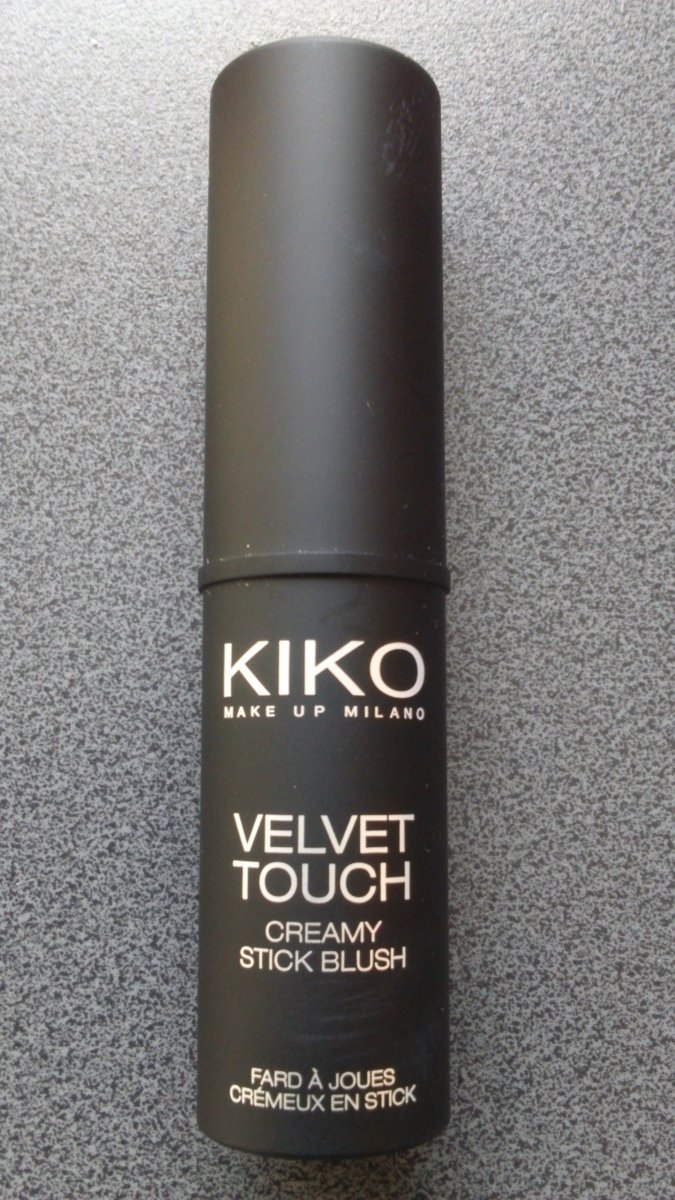 KIKO
MAKE UP MILANO
VELVET
TOUCH
CREAMY
STICK BLUSH
FARD À JOUES
CRÉMEUX EN STICK